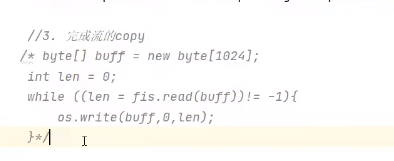 //3. 完成流的copy
/* byte[] buff = new byte[1024];
int len = 0;
while ((len = fis.read(buff))!= -1){
os.write(buff,0,len);
}*/